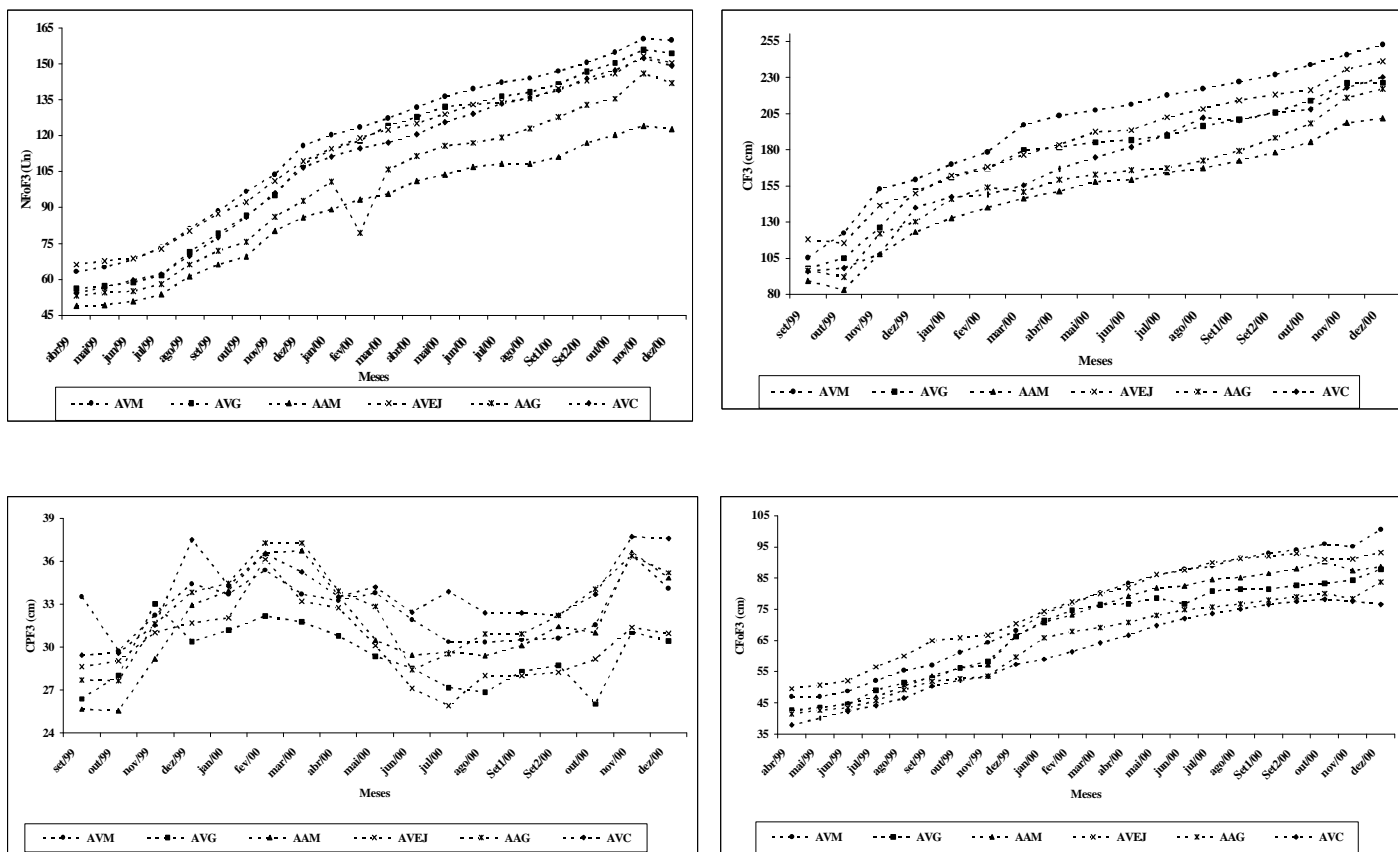 NFoF3 (Un)
165
155
145
135
125
115
105
95
85
75
65
55
45
abr/99
mai/99
jun/99
jul/99
ago/99
set/99
out/99
nov/99
dez/99
jan/00
fev/00
mar/00
abr/00
mai/00
jun/00
jul/00
ago/00
Set1/00
Set2/00
out/00
nov/00
dez/00
Meses
AVM AVG AAM AVEJ AAG AVC
CF3 (cm)
255
230
205
180
155
130
105
80
set/99
out/99
nov/99
dez/99
jan/00
fev/00
mar/00
abr/00
mai/00
jun/00
jul/00
ago/00
Set1/00
Set2/00
out/00
nov/00
dez/00
Meses
AVM AVG AAM AVEJ AAG AVC
CPF3 (cm)
39
36
33
30
27
24
set/99
out/99
nov/99
dez/99
jan/00
fev/00
mar/00
abr/00
mai/00
jun/00
jul/00
ago/00
Set1/00
Set2/00
out/00
nov/00
dez/00
Meses
AVM AVG AAM AVEJ AAG AVC
CFoF3 (cm)
105
95
85
75
65
55
45
35
abr/99
mai/99
jun/99
jul/99
ago/99
set/99
out/99
nov/99
dez/99
jan/00
fev/00
mar/00
abr/00
mai/00
jun/00
jul/00
ago/00
Set1/00
Set2/00
out/00
nov/00
dez/00
Meses
AVM AVG AAM AVEJ AAG AVC